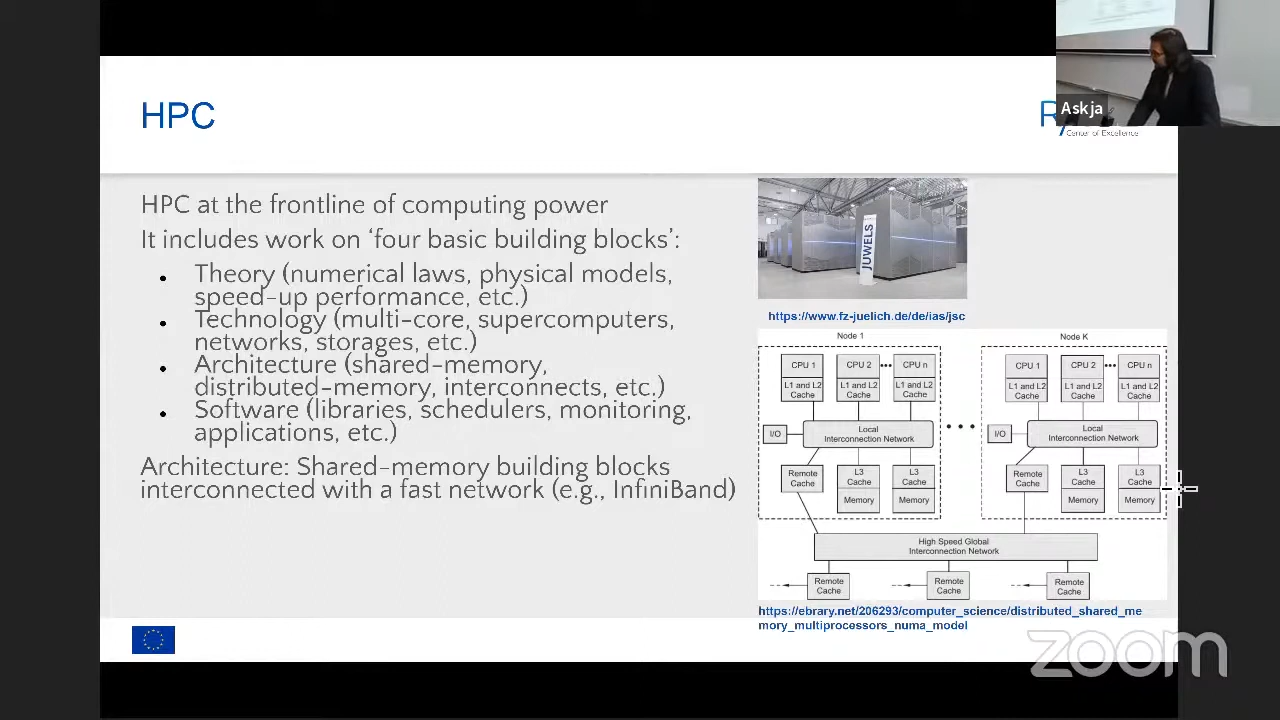 HPC
Askja
Center of Excellence
HPC at the frontline of computing power
It includes work on ‘four basic building blocks’:
• Theory (numerical laws, physical models,
speed-up performance, etc.)
• Technology (multi-core, supercomputers,
networks, storages, etc.)
• Architecture (shared-memory,
distributed-memory, interconnects, etc.)
• Software (libraries, schedulers, monitoring,
applications, etc.)
Architecture: Shared-memory building blocks
interconnected with a fast network (e.g., InfiniBand)
JUWELS
https://www.fz-juelich.de/de/ias/jsc
Node 1
Node K
CPU 1
CPU 2
CPU n
CPU 1
CPU 2
CPU n
L1 and L2
Cache
L1 and L2
Cache
L1 and L2
Cache
L1 and L2
Cache
L1 and L2
Cache
L1 and L2
Cache
I/O
Local
Interconnection Network
I/O
Local
Interconnection Network
Remote
Cache
L3
Cache
Memory
L3
Cache
Memory
Remote
Cache
L3
Cache
Memory
L3
Cache
Memory
High Speed Global
Interconnection Network
Remote
Cache
Remote
Cache
Remote
Cache
https://ebrary.net/206293/computer_science/distributed_shared_me
mory_multiprocessors_numa_model
zoom